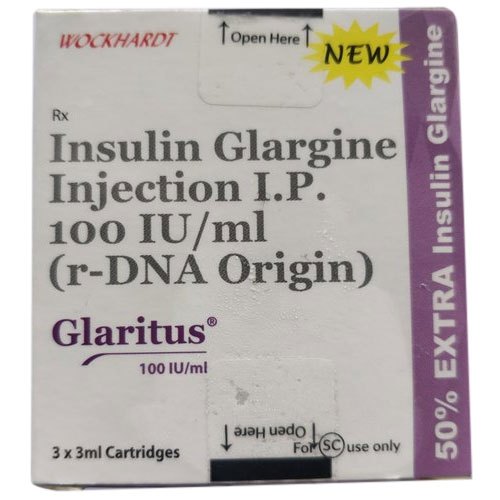 WOCKHARDT
Open Here
NEW
Rx
Insulin Glargine
Injection I.P.
100 IU/ml
(r-DNA Origin)
Glaritus®
100 IU/ml
50% EXTRA Insulin Glargine
Open Here
3 x 3ml Cartridges
For SC use only